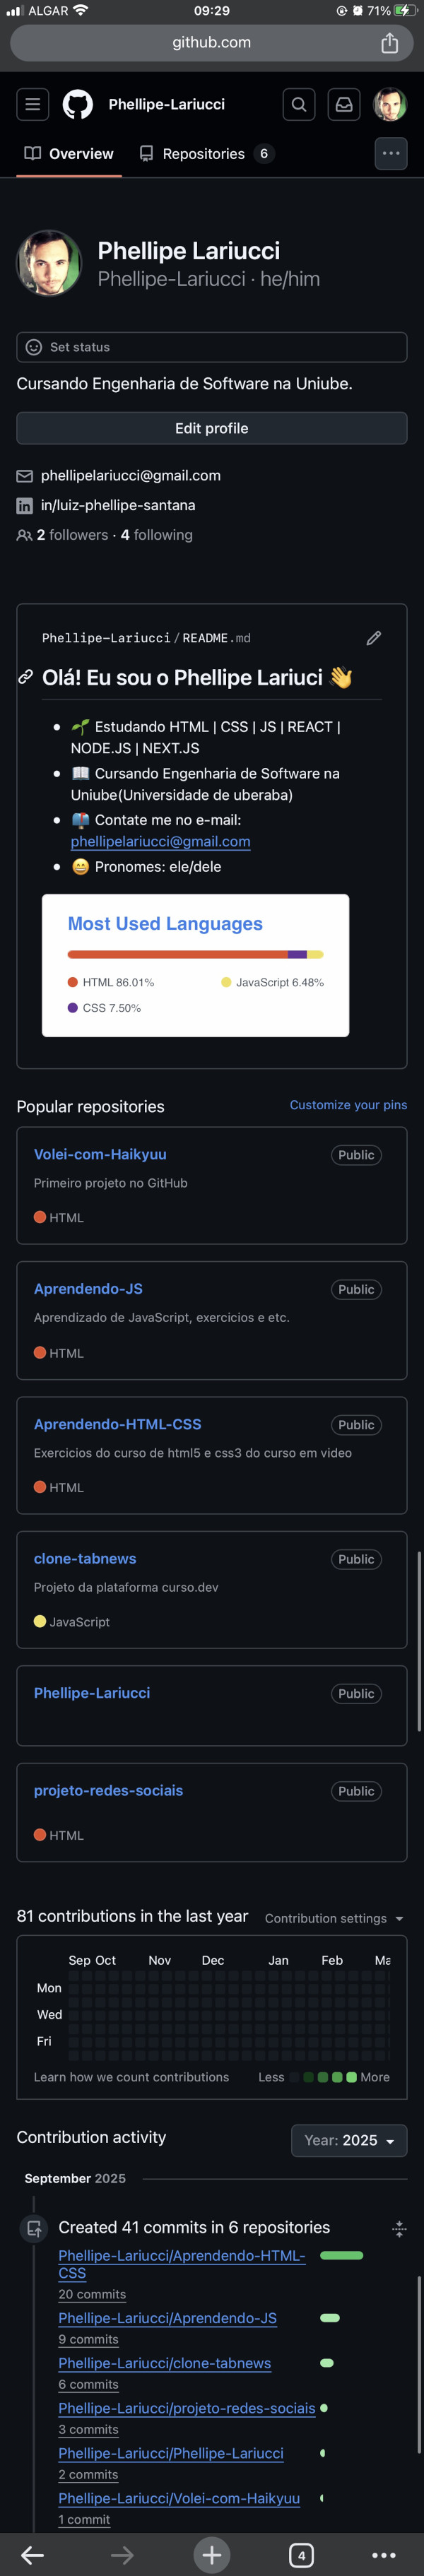 ALGAR 09:29 71%
github.com
Phellipe-Lariucci
Overview Repositories 6
Phellipe Lariucci
Phellipe-Lariucci · he/him
Set status
Cursando Engenharia de Software na Uniube.
Edit profile
phellipelariucci@gmail.com
in/luiz-phellipe-santana
2 followers · 4 following
Phellipe-Lariucci/README.md
Olá! Eu sou o Phellipe Lariuci 👋
🌱 Estudando HTML | CSS | JS | REACT |
NODE.JS | NEXT.JS
📖 Cursando Engenharia de Software na
Uniube(Universidade de uberaba)
📫 Contate me no e-mail:
phellipelariucci@gmail.com
😄 Pronomes: ele/dele
Most Used Languages
HTML 86.01% JavaScript 6.48%
CSS 7.50%
Popular repositories Customize your pins
Volei-com-Haikyuu Public
Primeiro projeto no GitHub
HTML
Aprendendo-JS Public
Aprendizado de JavaScript, exercicios e etc.
HTML
Aprendendo-HTML-CSS Public
Exercicios do curso de html5 e css3 do curso em video
HTML
clone-tabnews Public
Projeto da plataforma curso.dev
JavaScript
Phellipe-Lariucci Public
projeto-redes-sociais Public
HTML
81 contributions in the last year Contribution settings
Sep Oct Nov Dec Jan Feb Ma
Mon
Wed
Fri
Learn how we count contributions Less More
Contribution activity Year: 2025
September 2025
Created 41 commits in 6 repositories
Phellipe-Lariucci/Aprendendo-HTML-
CSS
20 commits
Phellipe-Lariucci/Aprendendo-JS
9 commits
Phellipe-Lariucci/clone-tabnews
6 commits
Phellipe-Lariucci/projeto-redes-sociais
3 commits
Phellipe-Lariucci/Phellipe-Lariucci
2 commits
Phellipe-Lariucci/Volei-com-Haikyuu
1 commit
4